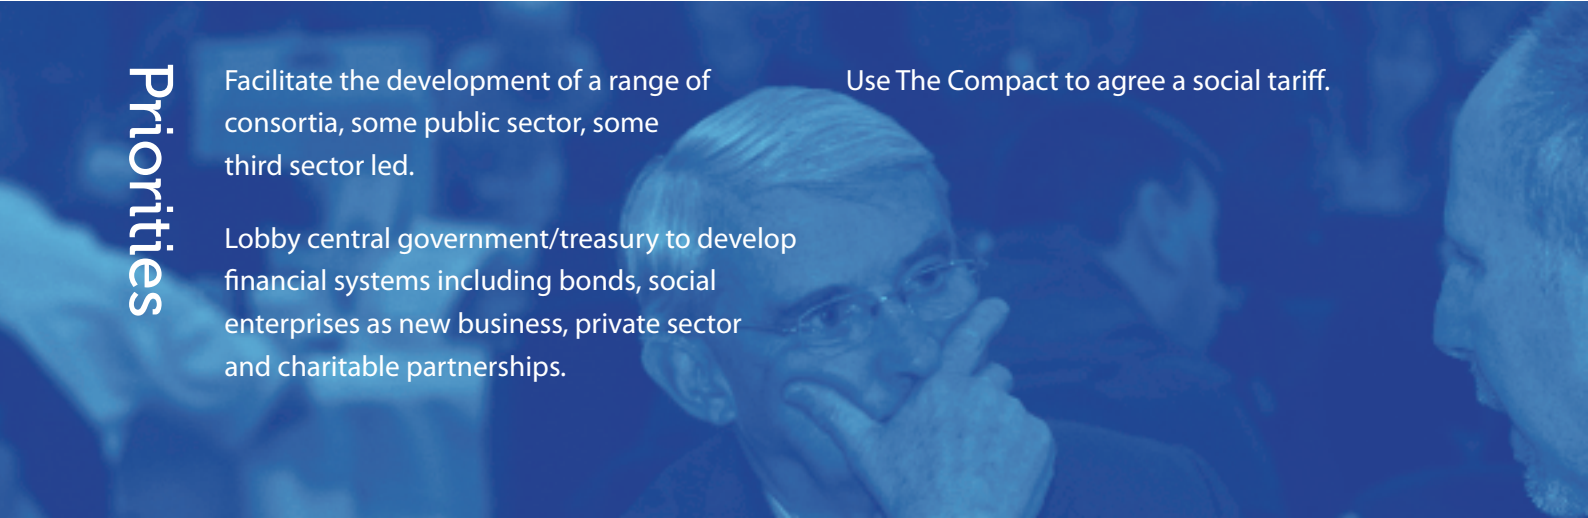 Priorities
Facilitate the development of a range of
consortia, some public sector, some
third sector led.
Lobby central government/treasury to develop
financial systems including bonds, social
enterprises as new business, private sector
and charitable partnerships.
Use The Compact to agree a social tariff.